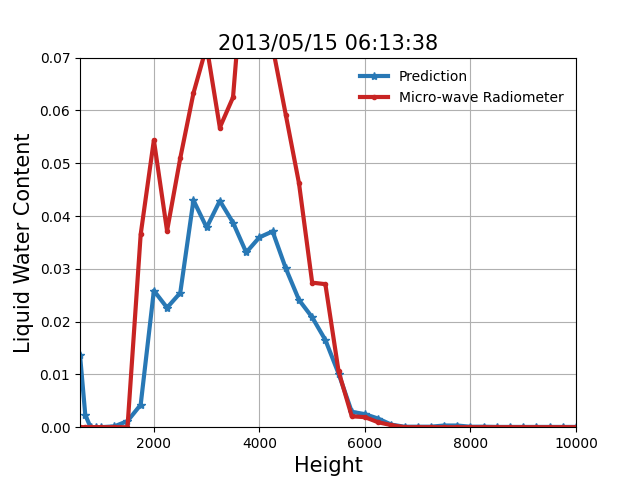 2013/05/15 06:13:38
0.07
0.06
0.05
0.04
0.03
0.02
0.01
0.00
Liquid Water Content
Prediction
Micro-wave Radiometer
2000 4000 6000 8000 10000
Height